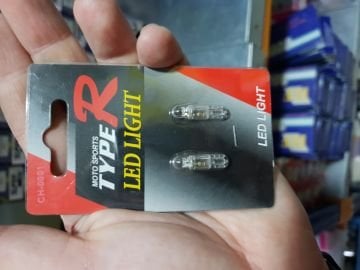 CH-0001
MOTO SPORTS
TYPE R
LED LIGHT
LED LIGHT